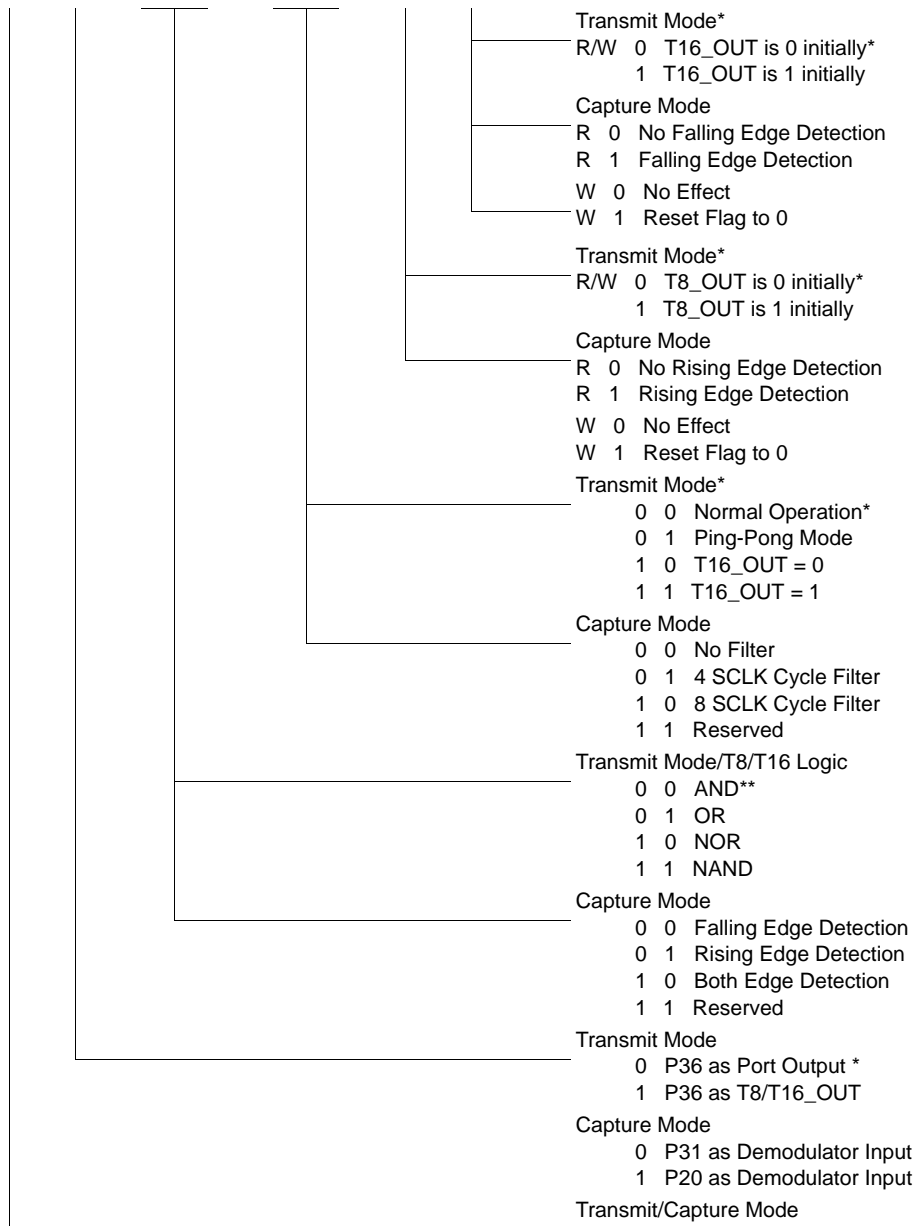 Transmit Mode*
R/W 0 T16_OUT is 0 initially*
1 T16_OUT is 1 initially
Capture Mode
R 0 No Falling Edge Detection
R 1 Falling Edge Detection
W 0 No Effect
W 1 Reset Flag to 0
Transmit Mode*
R/W 0 T8_OUT is 0 initially*
1 T8_OUT is 1 initially
Capture Mode
R 0 No Rising Edge Detection
R 1 Rising Edge Detection
W 0 No Effect
W 1 Reset Flag to 0
Transmit Mode*
0 0 Normal Operation*
0 1 Ping-Pong Mode
1 0 T16_OUT = 0
1 1 T16_OUT = 1
Capture Mode
0 0 No Filter
0 1 4 SCLK Cycle Filter
1 0 8 SCLK Cycle Filter
1 1 Reserved
Transmit Mode/T8/T16 Logic
0 0 AND**
0 1 OR
1 0 NOR
1 1 NAND
Capture Mode
0 0 Falling Edge Detection
0 1 Rising Edge Detection
1 0 Both Edge Detection
1 1 Reserved
Transmit Mode
0 P36 as Port Output *
1 P36 as T8/T16_OUT
Capture Mode
0 P31 as Demodulator Input
1 P20 as Demodulator Input
Transmit/Capture Mode